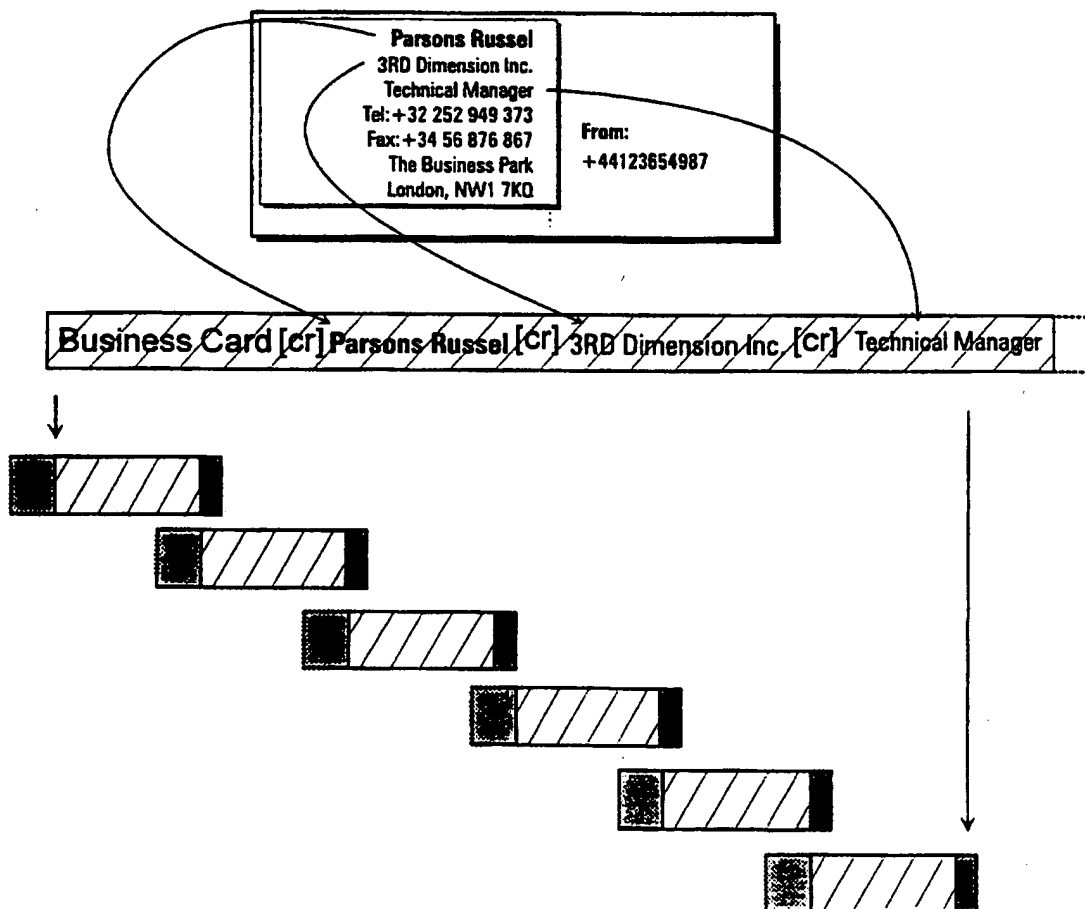 Parsons Russel
3RD Dimension Inc.
Technical Manager
Tel:+32 252 949 373
Fax:+34 56 876 867
The Business Park
London, NW1 7KQ
From:
+44123654987
Business Card [cr] Parsons Russel [cr] 3RD Dimension Inc. [cr] Technical Manager